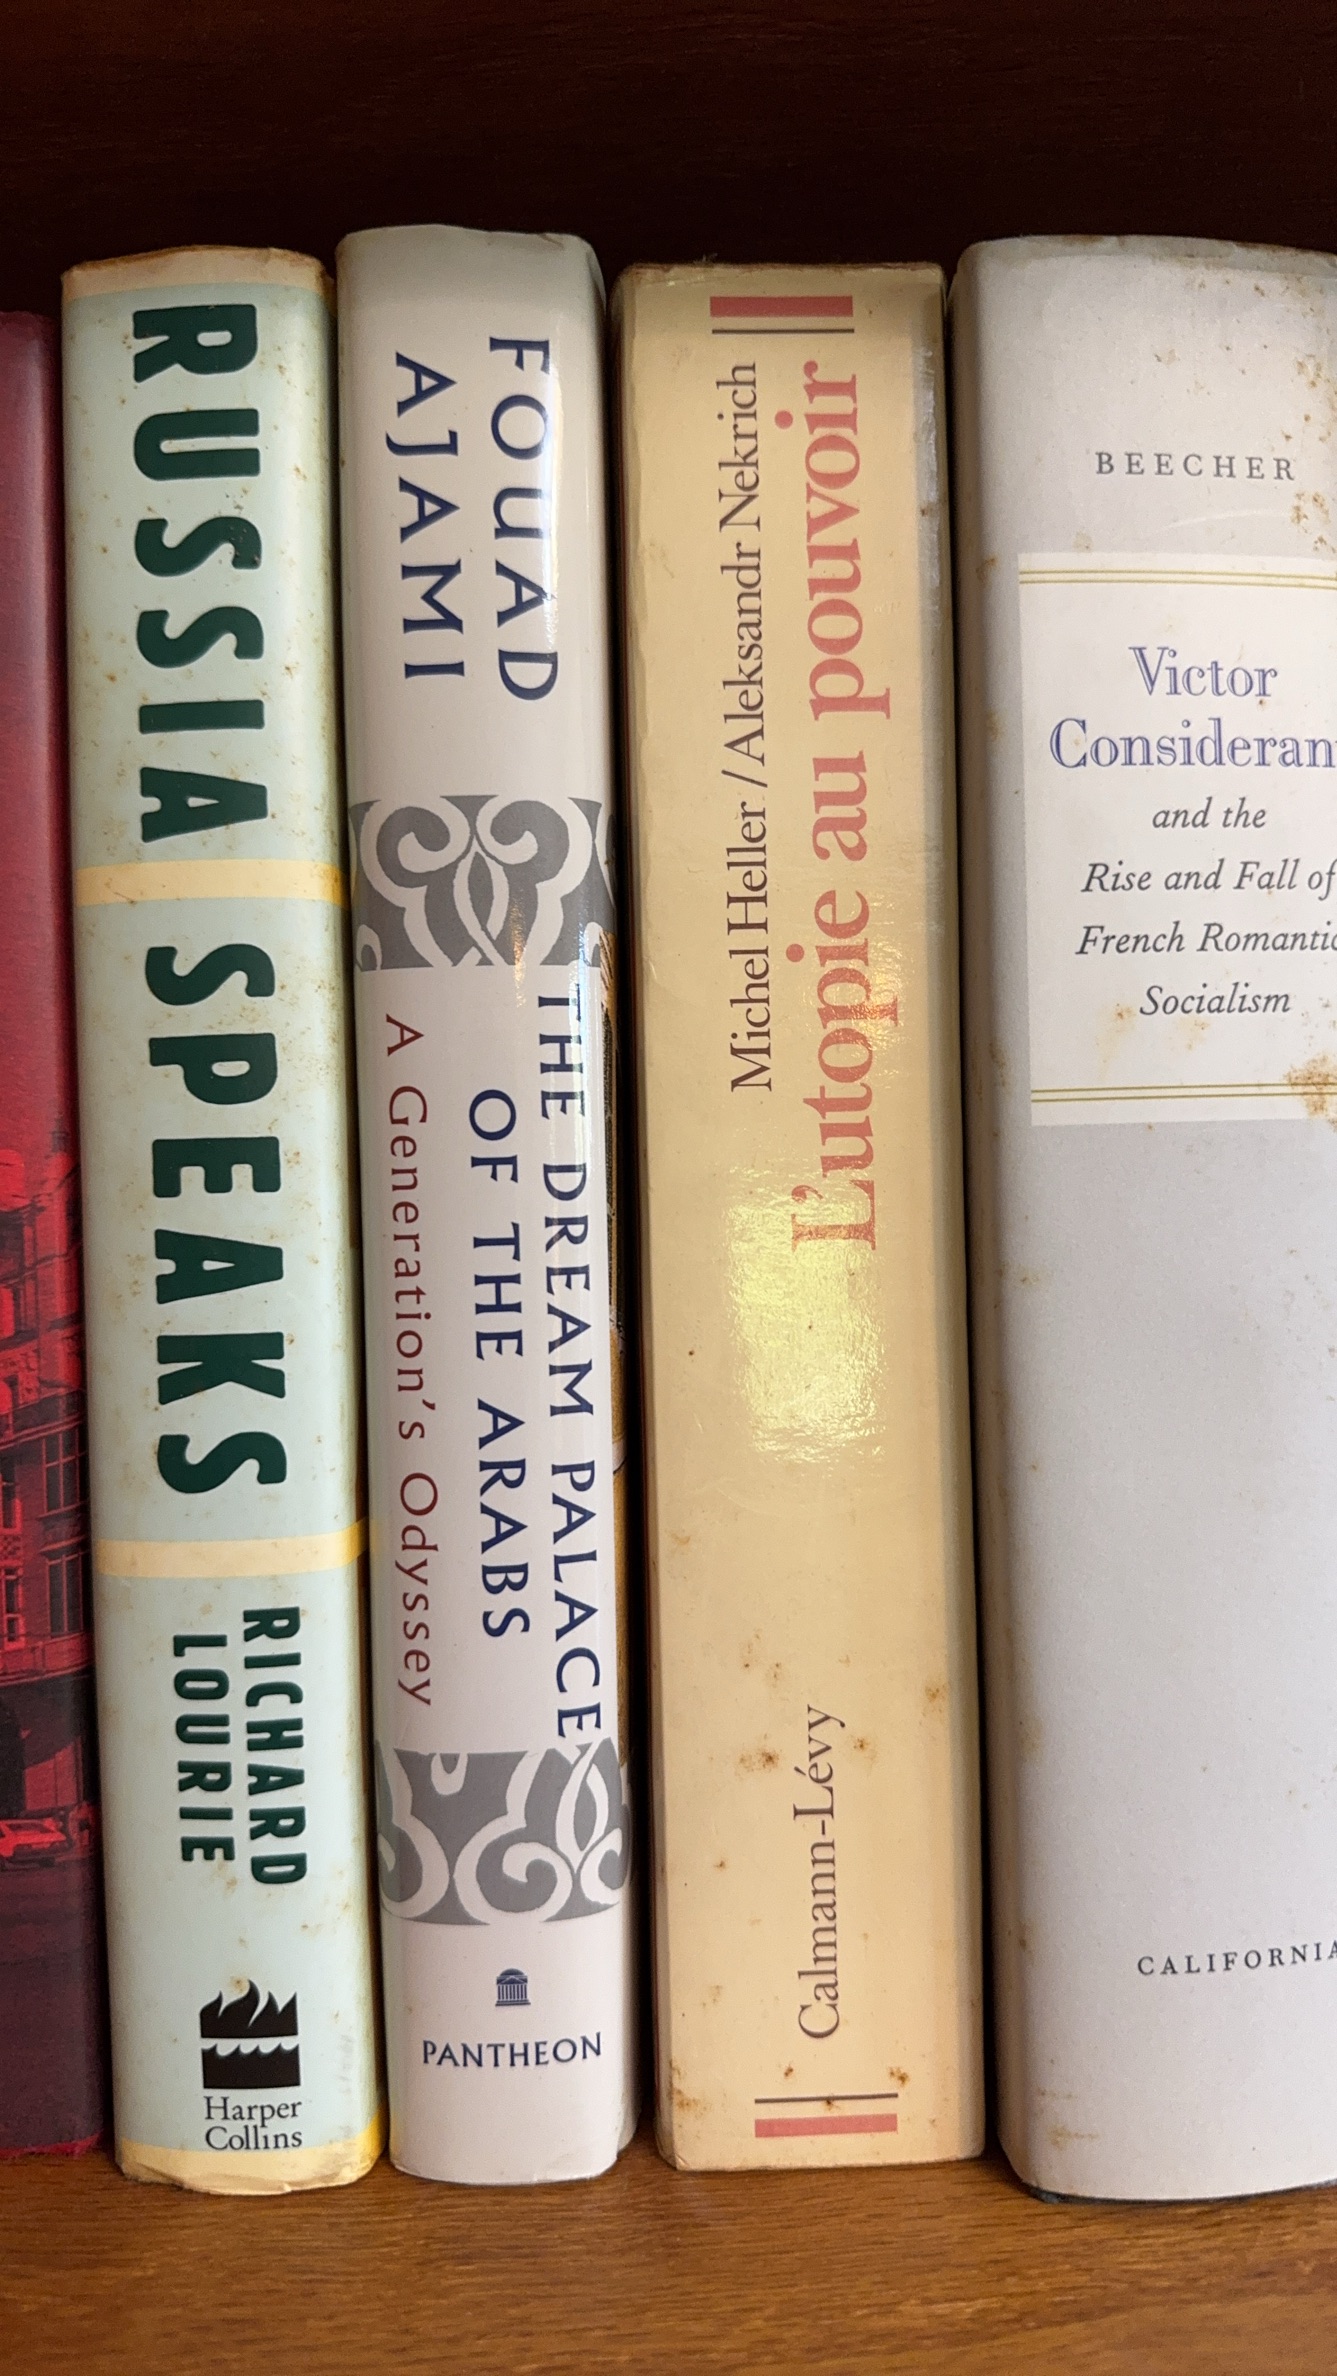 RUSSIA SPEAKS
RICHARD
LOURIE
Harper
Collins
FOUAD
AJAMI
THE DREAM PALACE
OF THE ARABS
A Generation's Odyssey
PANTHEON
Michel Heller / Aleksandr Nekrich
L'utopie au pouvoir
Calmann-Lévy
BEECHER
Victor
Consideran
and the
Rise and Fall of
French Romantic
Socialism
CALIFORNIA